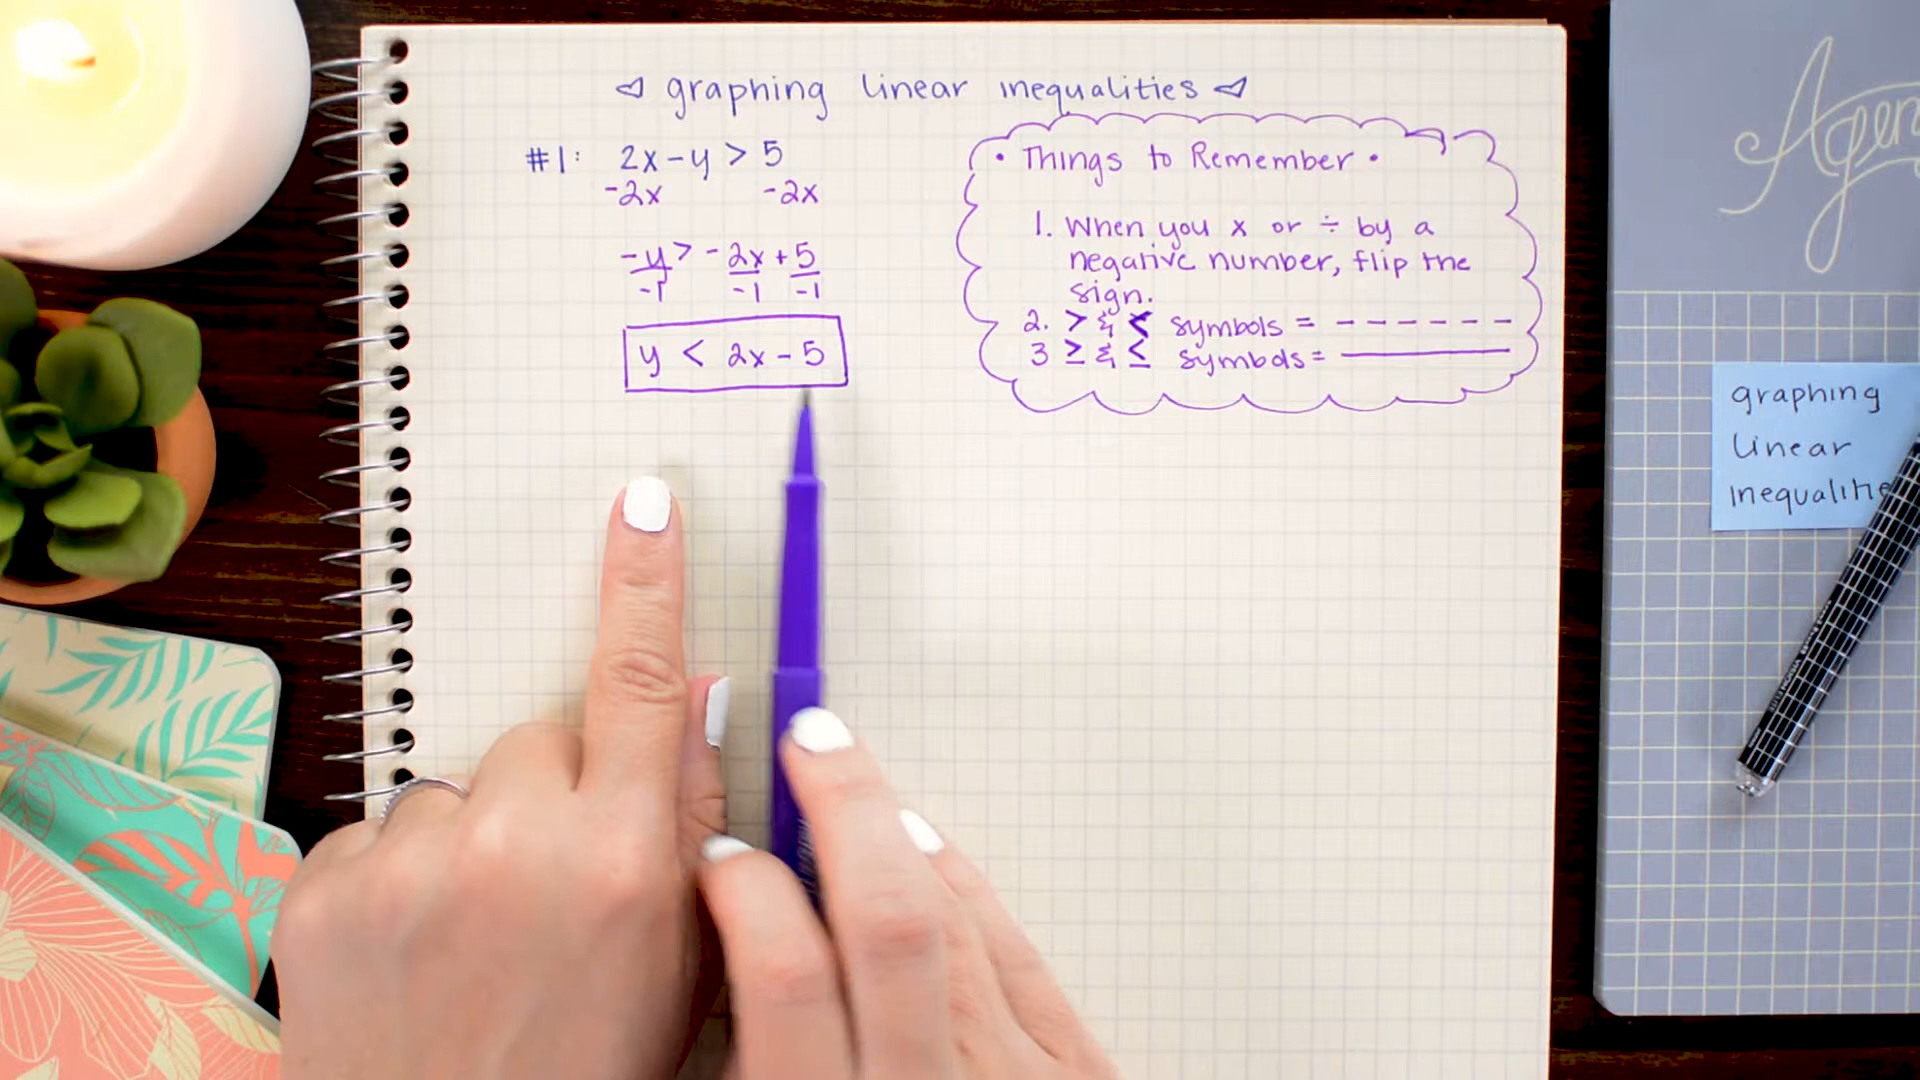 graphing linear inequalities
#1: 2x - y > 5
-2x -2x
-y > -2x + 5
-1 -1 -1
y < 2x - 5
• Things to Remember •
1. When you x or ÷ by a
negative number, flip the
sign.
2. > & < symbols = - - - - - -
3 ≥ & ≤ symbols = ————
Agen
graphing
linear
inequalitie